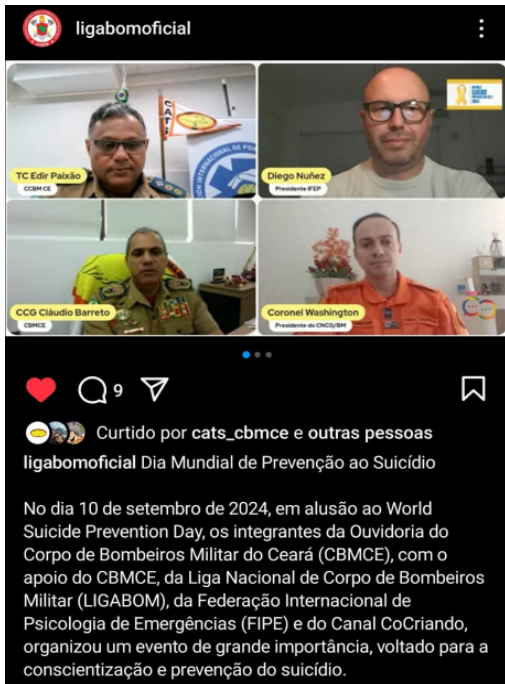 ligabomoficial
CATS
TC Edir Paixão
CCBM CE
Diego Nuñez
Presidente IFEP
CCG Cláudio Barreto
CBMCE
Coronel Washington
Presidente do CNCG/BM
9
Curtido por cats_cbmce e outras pessoas
ligabomoficial Dia Mundial de Prevenção ao Suicídio
No dia 10 de setembro de 2024, em alusão ao World
Suicide Prevention Day, os integrantes da Ouvidoria do
Corpo de Bombeiros Militar do Ceará (CBMCE), com o
apoio do CBMCE, da Liga Nacional de Corpo de Bombeiros
Militar (LIGABOM), da Federação Internacional de
Psicologia de Emergências (FIPE) e do Canal CoCriando,
organizou um evento de grande importância, voltado para a
conscientização e prevenção do suicídio.